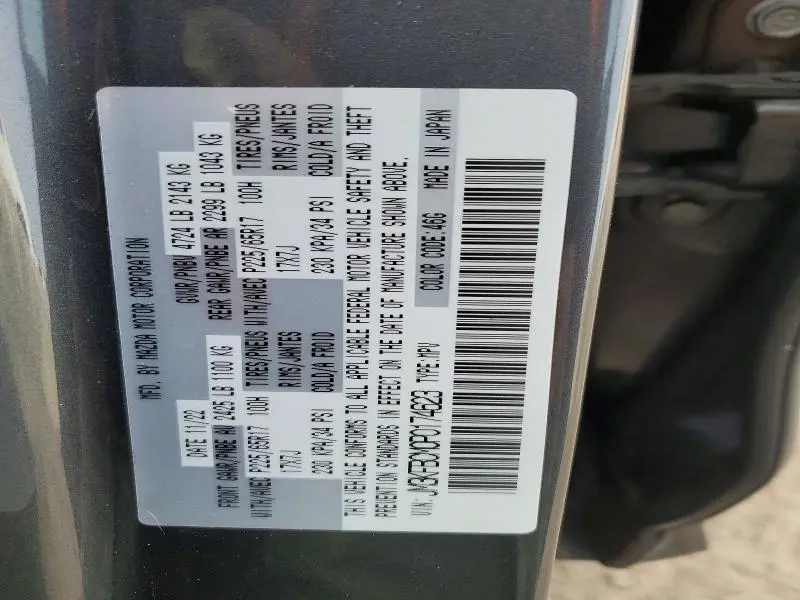 MFD. BY MAZDA MOTOR CORPORATION
DATE 11/22 GVWR/PNBV 4724 LB 2143 KG
FRONT GAWR/PNBE AV 2425 LB 1100 KG REAR GAWR/PNBE AR 2299 LB 1043 KG
WITH/AVEC P225/65R17 100H TIRES/PNEUS WITH/AVEC P225/65R17 100H TIRES/PNEUS
17X7J RIMS/JANTES 17X7J RIMS/JANTES
230 KPA/34 PSI COLD/A FROID 230 KPA/34 PSI COLD/A FROID
THIS VEHICLE CONFORMS TO ALL APPLICABLE FEDERAL MOTOR VEHICLE SAFETY AND THEFT
PREVENTION STANDARDS IN EFFECT ON THE DATE OF MANUFACTURE SHOWN ABOVE.
VIN: TYPE:MPV COLOR CODE:46G MADE IN JAPAN